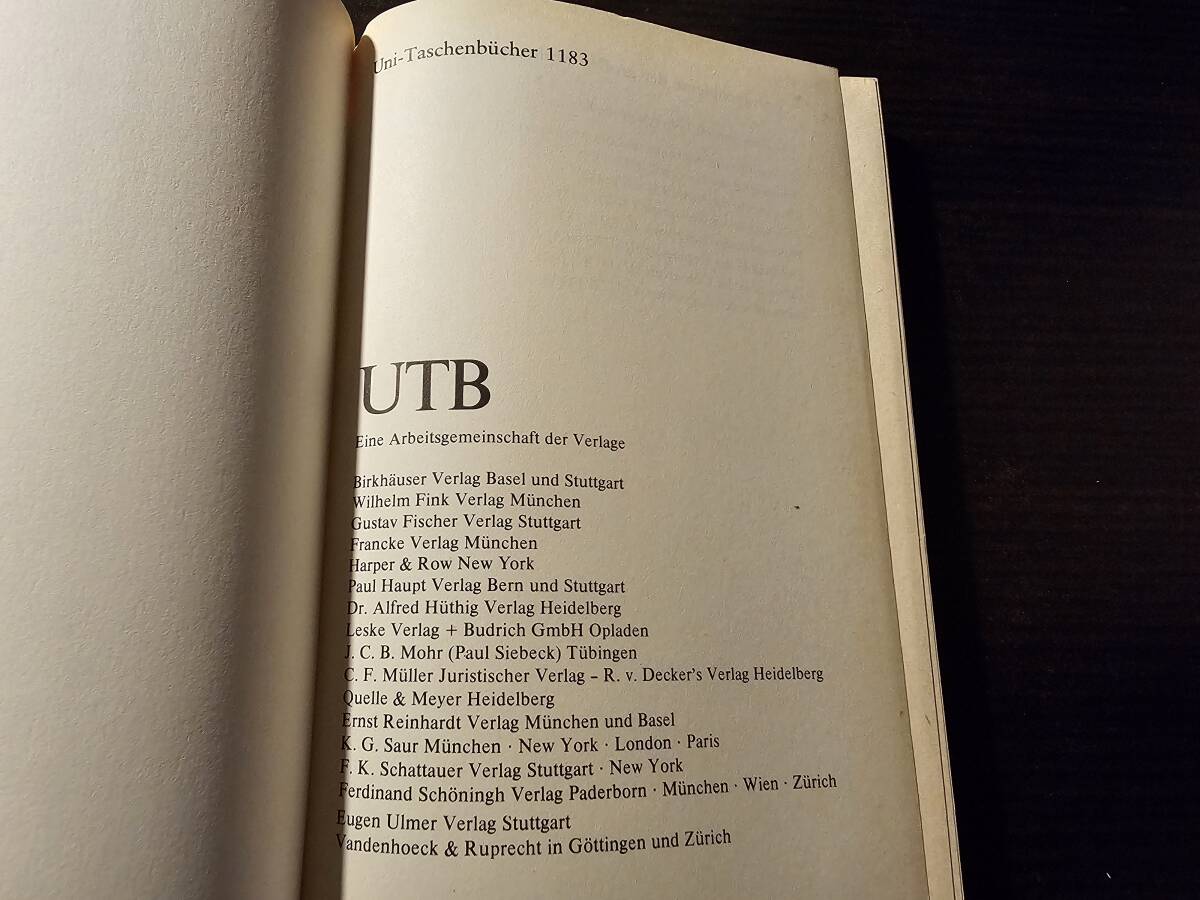 Uni-Taschenbücher 1183
UTB
Eine Arbeitsgemeinschaft der Verlage
Birkhäuser Verlag Basel und Stuttgart
Wilhelm Fink Verlag München
Gustav Fischer Verlag Stuttgart
Francke Verlag München
Harper & Row New York
Paul Haupt Verlag Bern und Stuttgart
Dr. Alfred Hüthig Verlag Heidelberg
Leske Verlag + Budrich GmbH Opladen
J. C. B. Mohr (Paul Siebeck) Tübingen
C. F. Müller Juristischer Verlag – R. v. Decker's Verlag Heidelberg
Quelle & Meyer Heidelberg
Ernst Reinhardt Verlag München und Basel
K. G. Saur München · New York · London · Paris
F. K. Schattauer Verlag Stuttgart · New York
Ferdinand Schöningh Verlag Paderborn · München · Wien · Zürich
Eugen Ulmer Verlag Stuttgart
Vandenhoeck & Ruprecht in Göttingen und Zürich